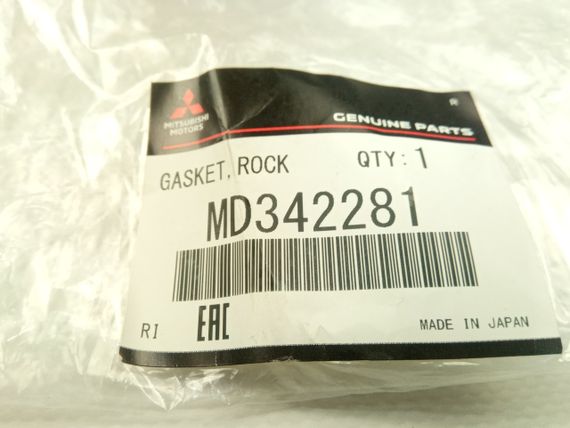 MITSUBISHI
MOTORS
GENUINE PARTS
GASKET, ROCK QTY : 1
MD342281
RI EAC MADE IN JAPAN